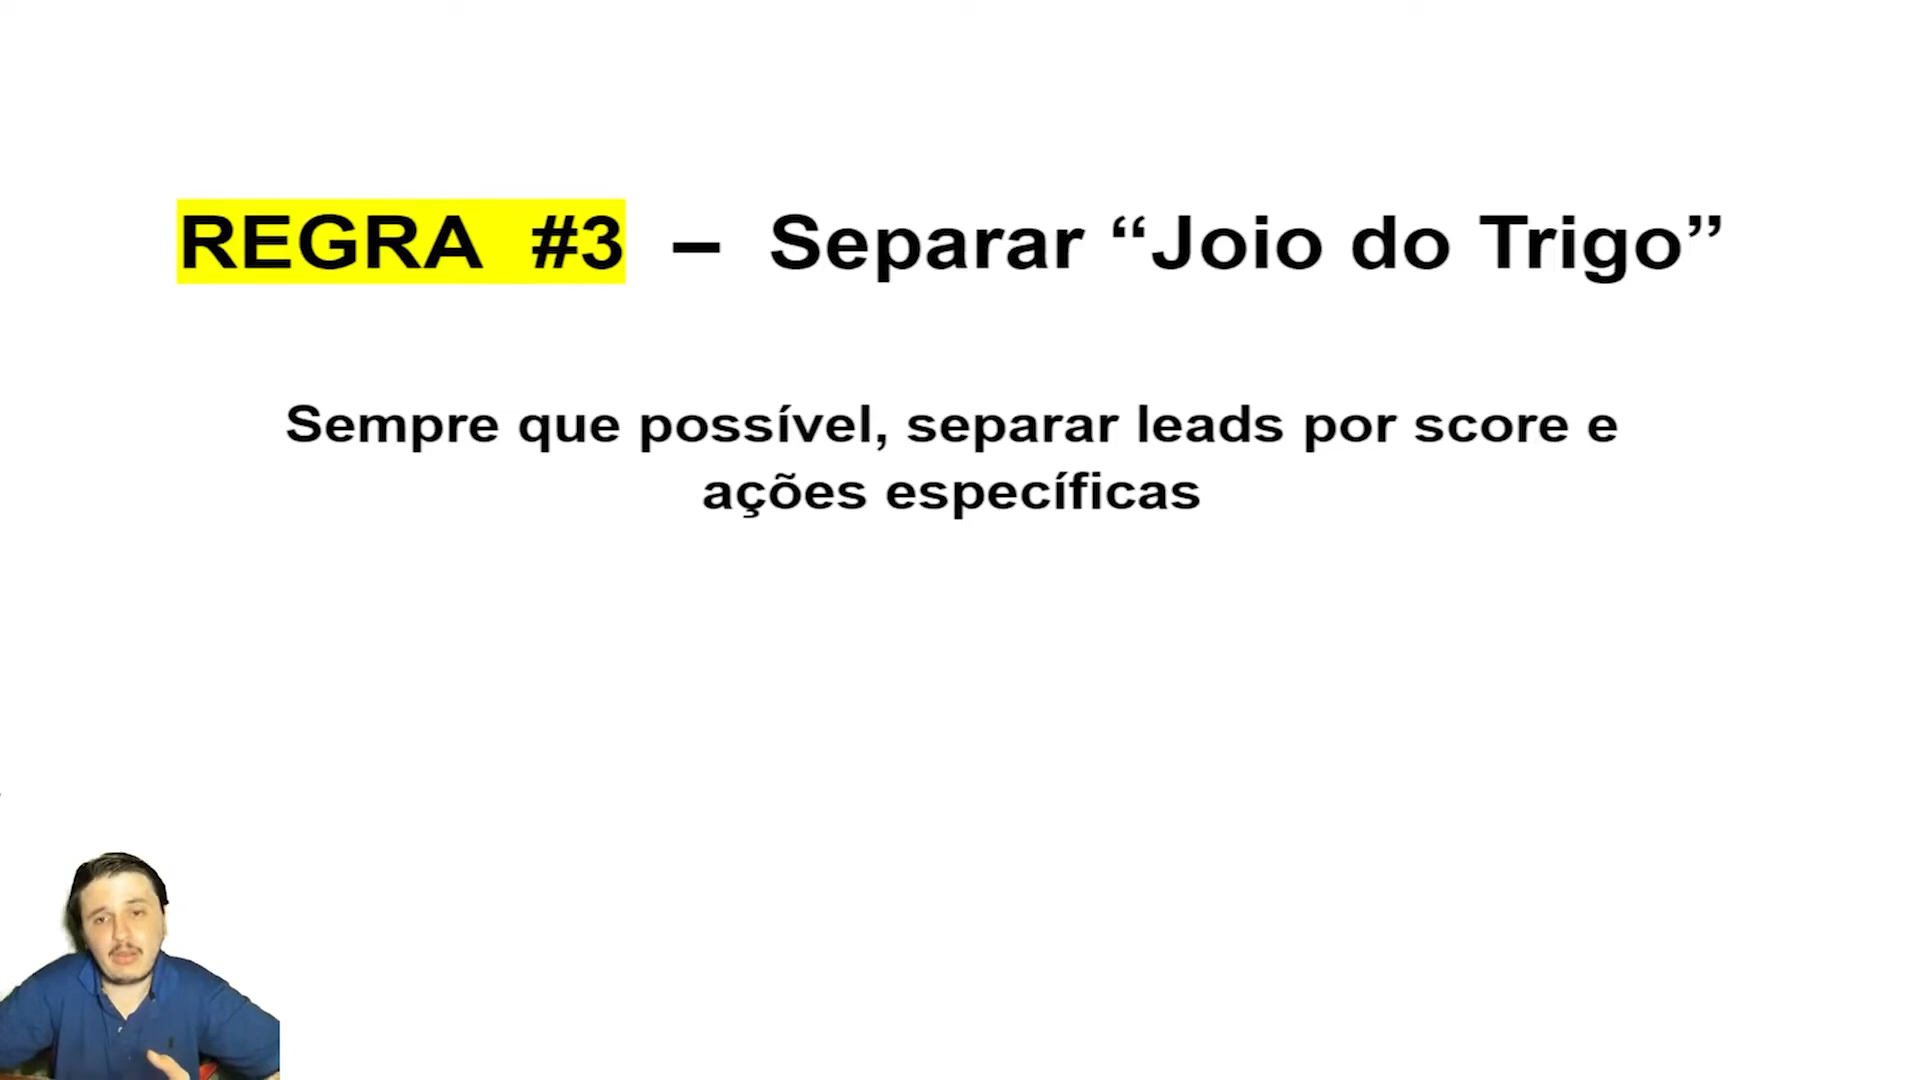 REGRA #3 – Separar “Joio do Trigo”
Sempre que possível, separar leads por score e
ações específicas